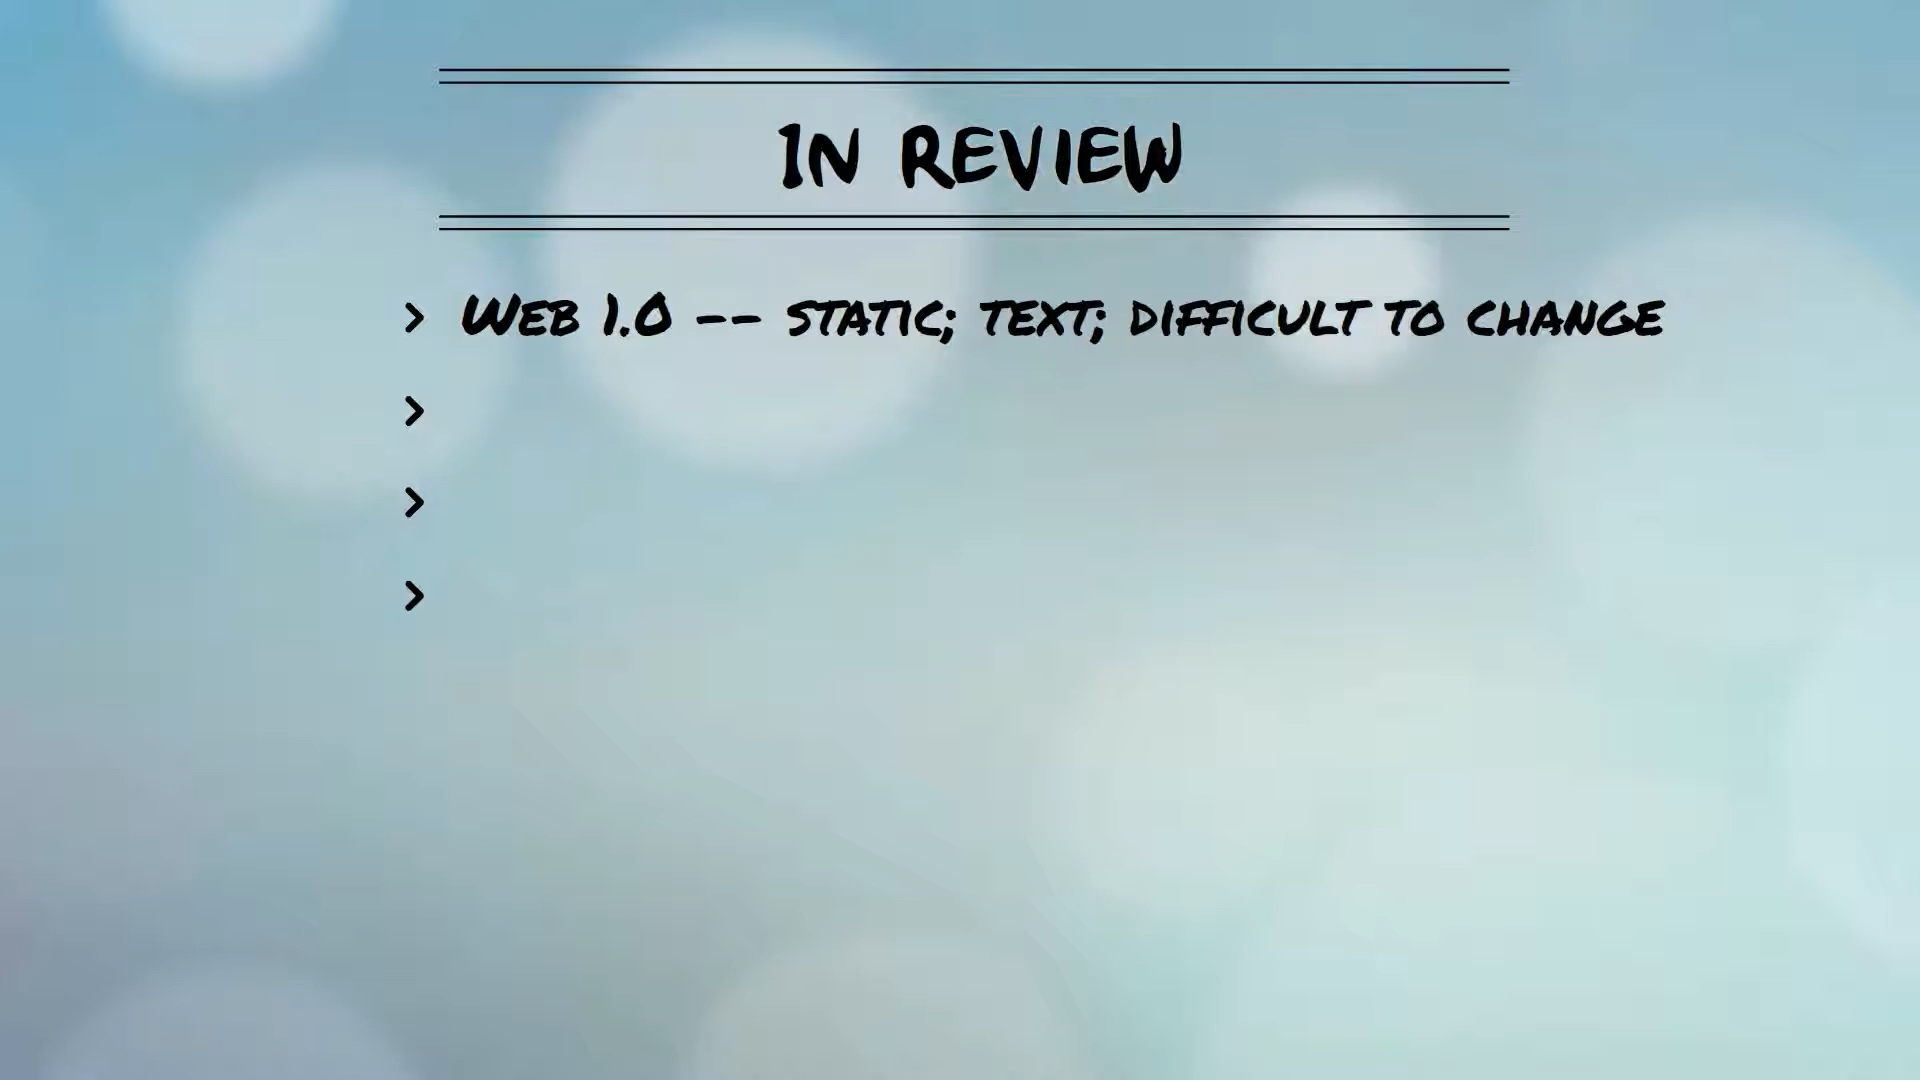 In Review
> Web 1.0 -- static; text; difficult to change
>
>
>